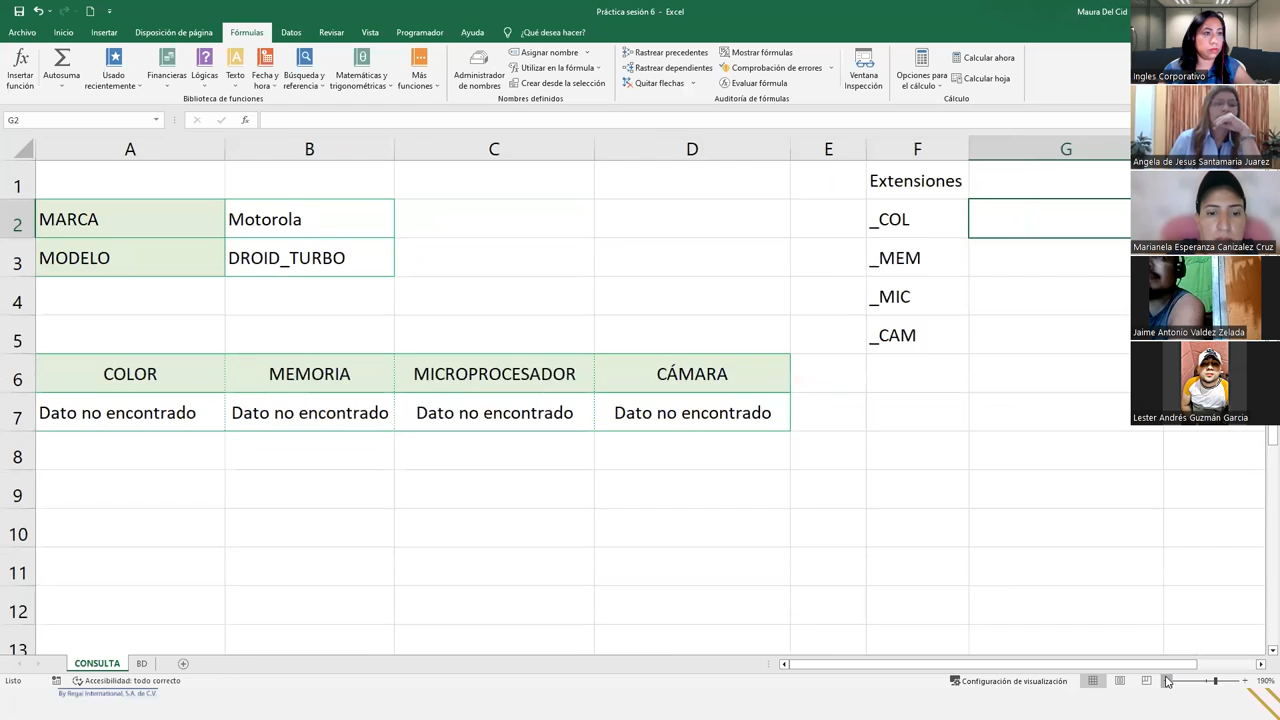 Práctica sesión 6 - Excel
Maura Del Cid
Archivo Inicio Insertar Disposición de página Fórmulas Datos Revisar Vista Programador Ayuda ¿Qué desea hacer?
Insertar función
Autosuma
Usado recientemente
Financieras
Lógicas
Texto
Fecha y hora
Búsqueda y referencia
Matemáticas y trigonométricas
Más funciones
Biblioteca de funciones
Administrador de nombres
Asignar nombre
Utilizar en la fórmula
Crear desde la selección
Nombres definidos
Rastrear precedentes
Rastrear dependientes
Quitar flechas
Mostrar fórmulas
Comprobación de errores
Evaluar fórmula
Auditoría de fórmulas
Ventana Inspección
Opciones para el cálculo
Calcular ahora
Calcular hoja
Cálculo
G2 fx
A B C D E F G
1 Extensiones
2 MARCA Motorola _COL
3 MODELO DROID_TURBO _MEM
4 _MIC
5 _CAM
6 COLOR MEMORIA MICROPROCESADOR CÁMARA
7 Dato no encontrado Dato no encontrado Dato no encontrado Dato no encontrado
8
9
10
11
12
13
CONSULTA BD
Listo Accesibilidad: todo correcto Configuración de visualización 190%
By Regal International, S.A. de C.V.
Ingles Corporativo
Angela de Jesus Santamaria Juarez
Marianela Esperanza Canizalez Cruz
Jaime Antonio Valdez Zelada
Lester Andrés Guzmán Garcia